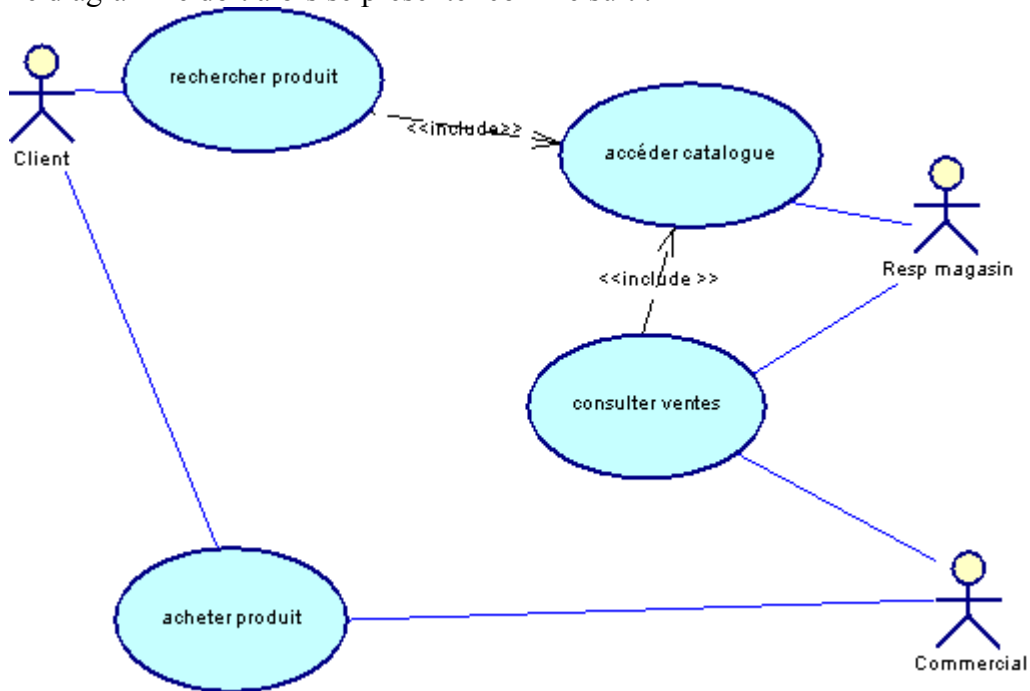 rechercher produit
<<include>>
accéder catalogue
Client
Resp magasin
<<include >>
consulter ventes
acheter produit
Commercial